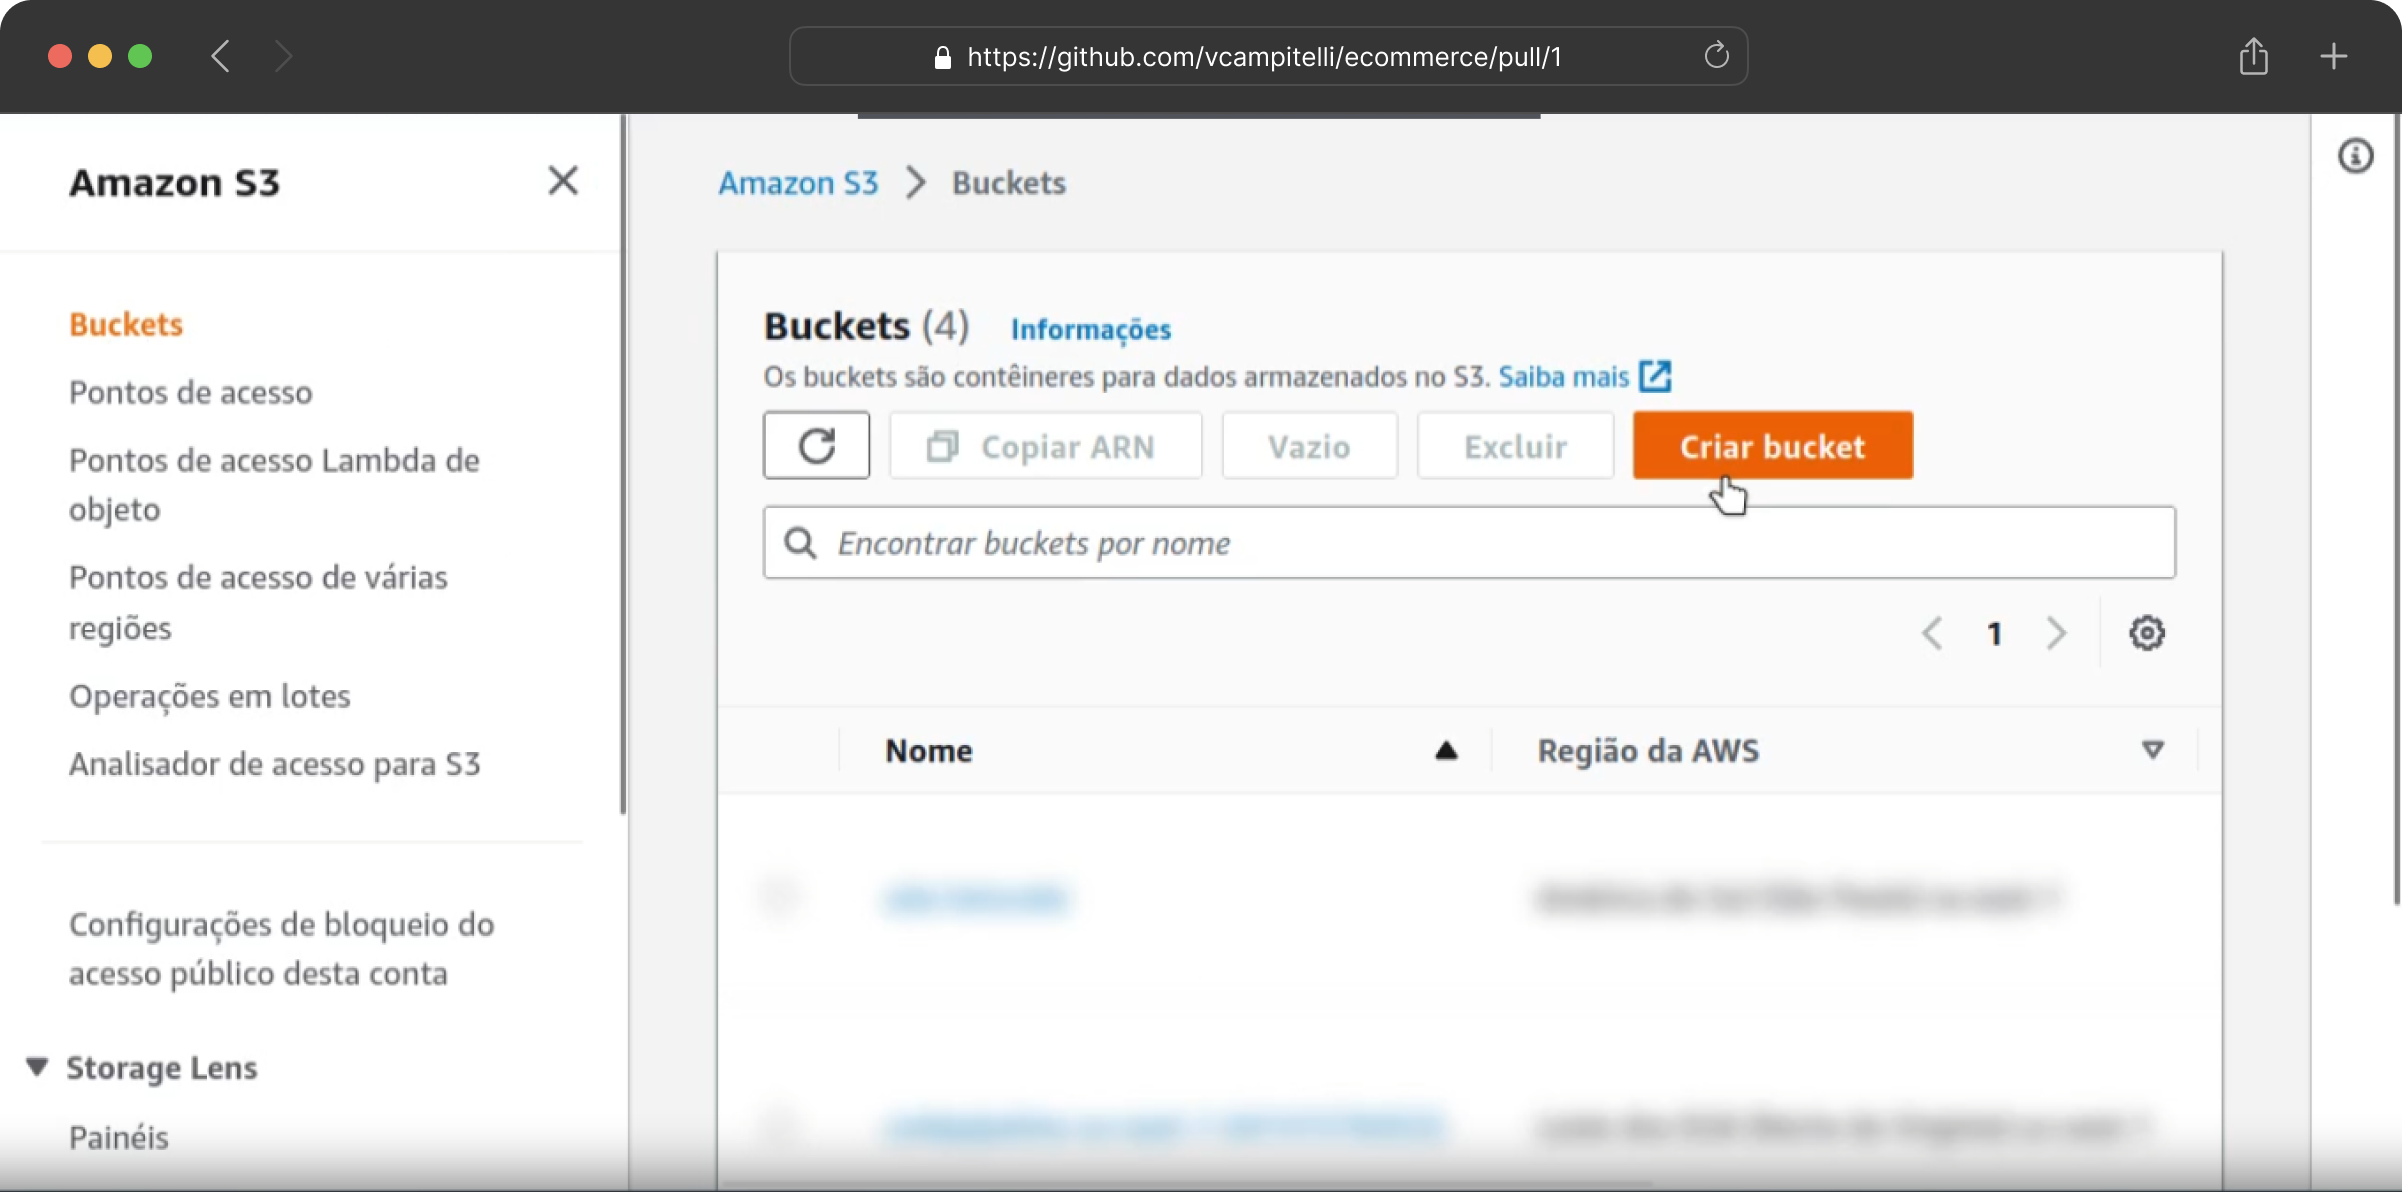 https://github.com/vcampitelli/ecommerce/pull/1
Amazon S3
Buckets
Pontos de acesso
Pontos de acesso Lambda de
objeto
Pontos de acesso de várias
regiões
Operações em lotes
Analisador de acesso para S3
Configurações de bloqueio do
acesso público desta conta
Storage Lens
Painéis
Amazon S3 Buckets
Buckets (4) Informações
Os buckets são contêineres para dados armazenados no S3. Saiba mais
Copiar ARN Vazio Excluir Criar bucket
Encontrar buckets por nome
1
Nome Região da AWS